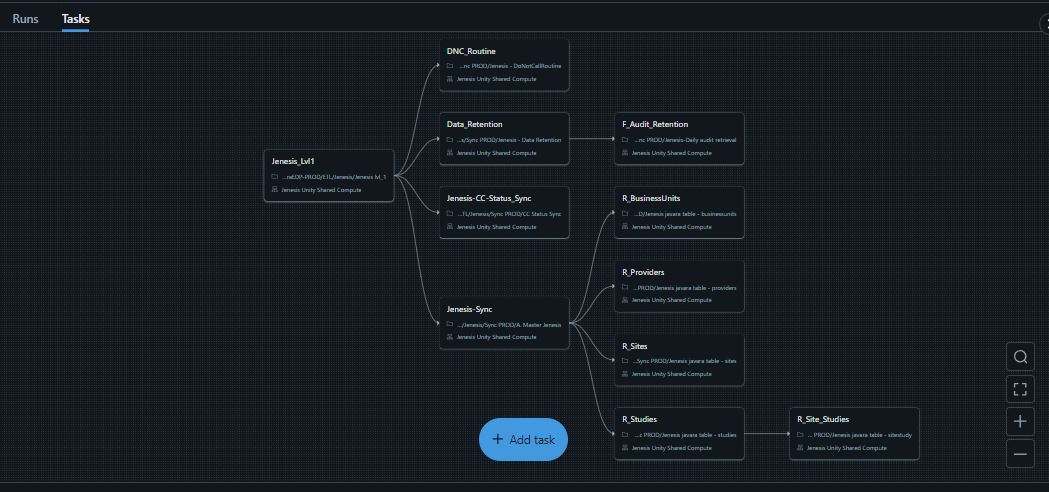 Runs
Tasks
DNC_Routine
...nc PROD/Jenesis - DoNotCallRoutine
Jenesis Unity Shared Compute
Data_Retention
...s/Sync PROD/Jenesis - Data Retention
Jenesis Unity Shared Compute
F_Audit_Retention
...nc PROD/Jenesis-Daily audit retrieval
Jenesis Unity Shared Compute
Jenesis_Lvl1
...rsEDP-PROD/ETL/Jenesis/Jenesis lvl_1
Jenesis Unity Shared Compute
Jenesis-CC-Status_Sync
...TL/Jenesis/Sync PROD/CC Status Sync
Jenesis Unity Shared Compute
R_BusinessUnits
...D/Jenesis javara table - businessunits
Jenesis Unity Shared Compute
R_Providers
...PROD/Jenesis javara table - providers
Jenesis Unity Shared Compute
Jenesis-Sync
.../Jenesis/Sync PROD/A. Master Jenesis
Jenesis Unity Shared Compute
R_Sites
...Sync PROD/Jenesis javara table - sites
Jenesis Unity Shared Compute
R_Studies
...c PROD/Jenesis javara table - studies
Jenesis Unity Shared Compute
R_Site_Studies
... PROD/Jenesis javara table - sitestudy
Jenesis Unity Shared Compute
+ Add task